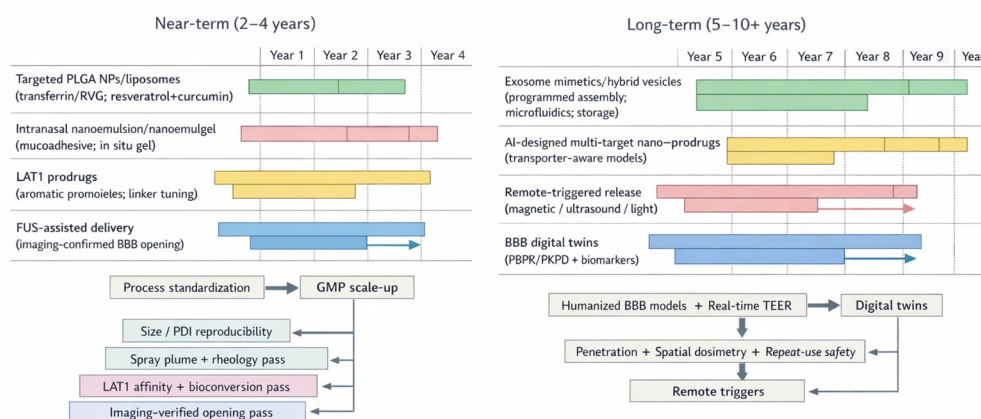 Near-term (2–4 years)
Year 1 Year 2 Year 3 Year 4
Targeted PLGA NPs/liposomes
(transferrin/RVG; resveratrol+curcumin)
Intranasal nanoemulsion/nanoemulgel
(mucoadhesive; in situ gel)
LAT1 prodrugs
(aromatic promoieties; linker tuning)
FUS-assisted delivery
(imaging-confirmed BBB opening)
Process standardization
GMP scale-up
Size / PDI reproducibility
Spray plume + rheology pass
LAT1 affinity + bioconversion pass
Imaging-verified opening pass
Long-term (5–10+ years)
Year 5 Year 6 Year 7 Year 8 Year 9 Year
Exosome mimetics/hybrid vesicles
(programmed assembly;
microfluidics; storage)
AI-designed multi-target nano-prodrugs
(transporter-aware models)
Remote-triggered release
(magnetic / ultrasound / light)
BBB digital twins
(PBPR/PKPD + biomarkers)
Humanized BBB models + Real-time TEER
Digital twins
Penetration + Spatial dosimetry + Repeat-use safety
Remote triggers